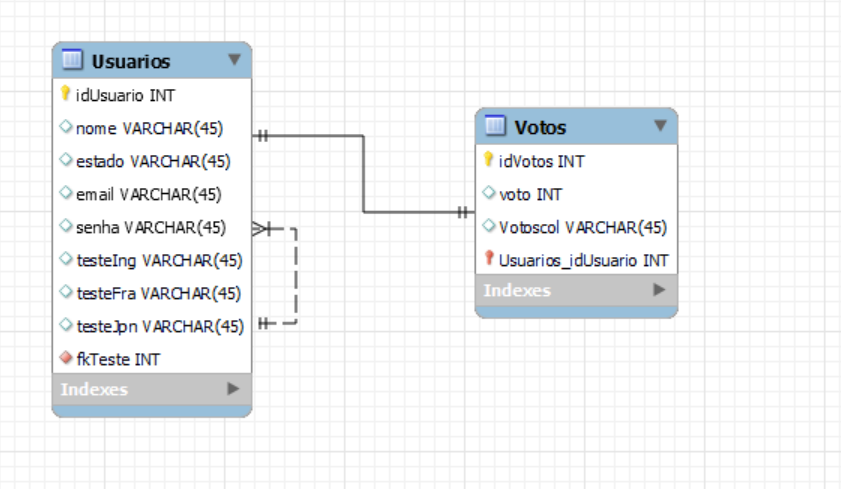 Usuarios
idUsuario INT
nome VARCHAR(45)
estado VARCHAR(45)
email VARCHAR(45)
senha VARCHAR(45)
testeIng VARCHAR(45)
testeFra VARCHAR(45)
testeJpn VARCHAR(45)
fkTeste INT
Indexes
Votos
idVotos INT
voto INT
Votoscol VARCHAR(45)
Usuarios_idUsuario INT
Indexes